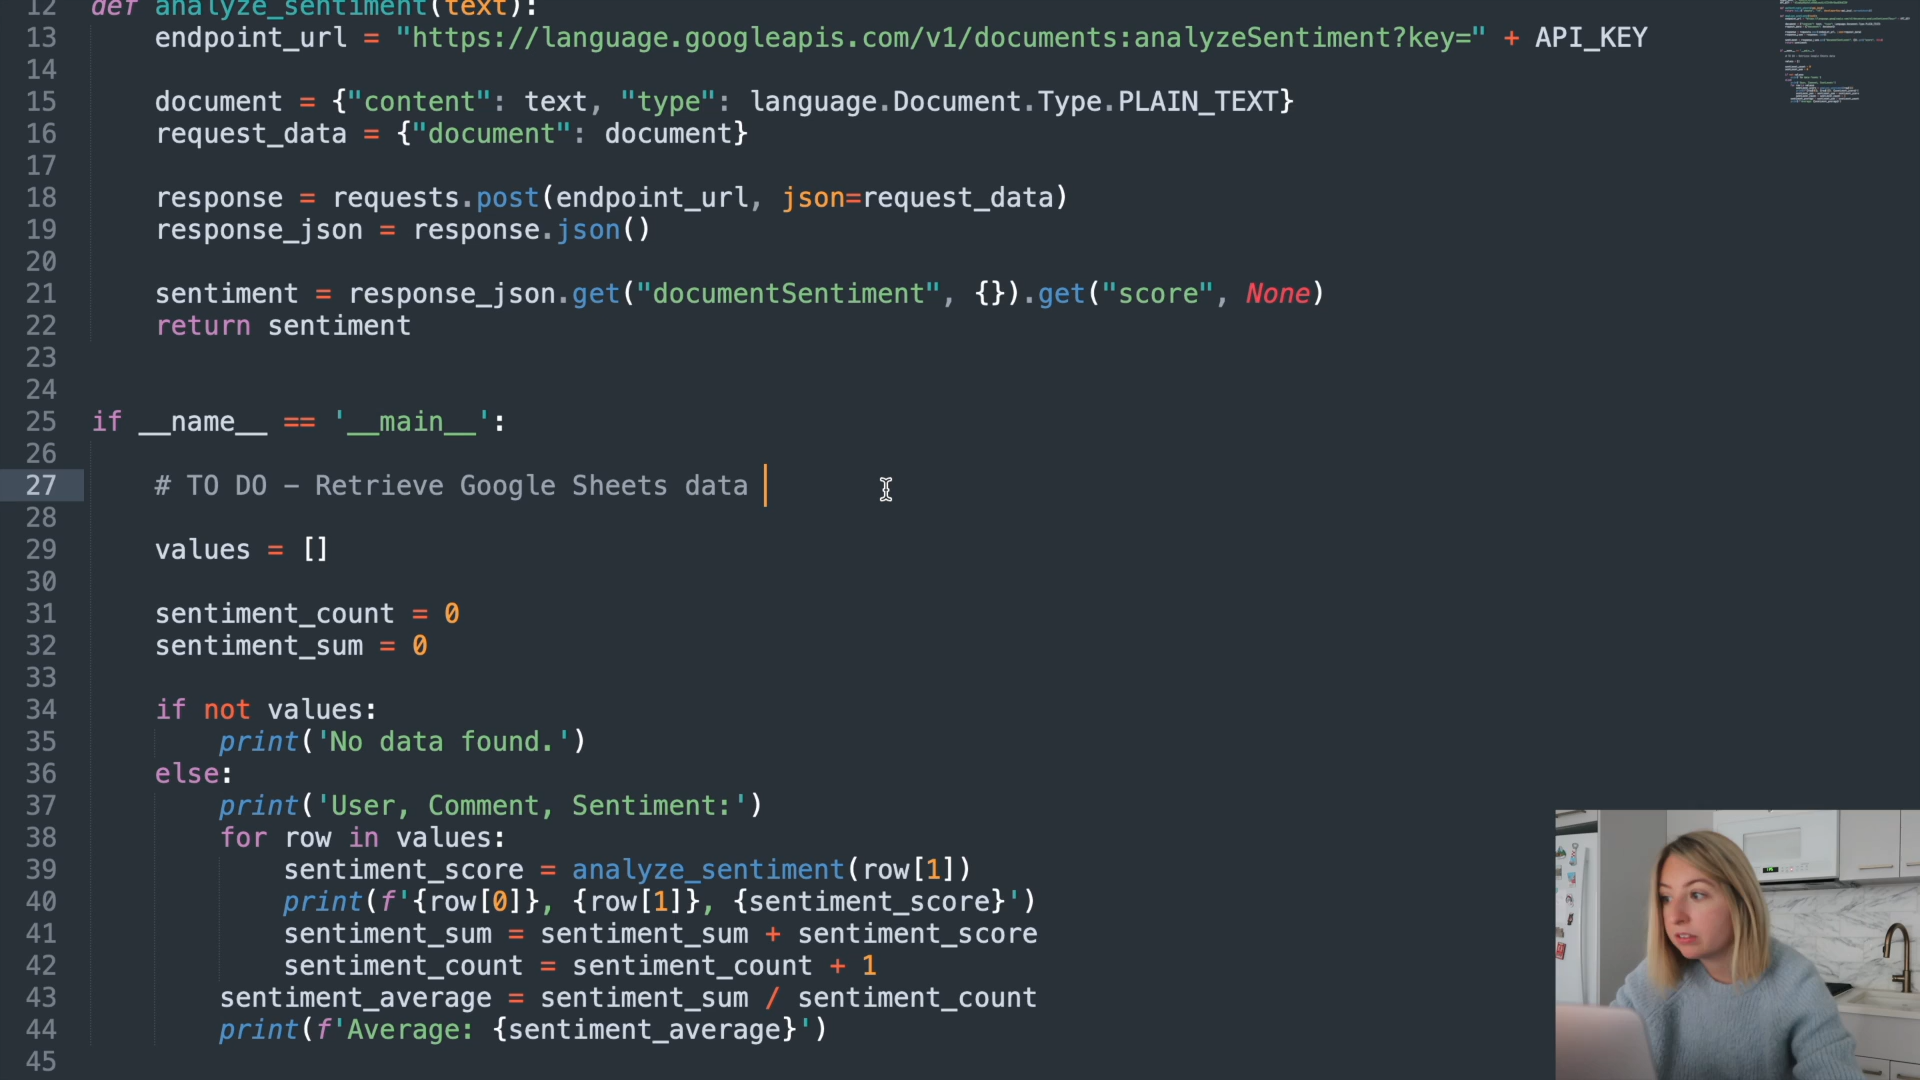 12 def analyze_sentiment(text):
13 endpoint_url = "https://language.googleapis.com/v1/documents:analyzeSentiment?key=" + API_KEY
14
15 document = {"content": text, "type": language.Document.Type.PLAIN_TEXT}
16 request_data = {"document": document}
17
18 response = requests.post(endpoint_url, json=request_data)
19 response_json = response.json()
20
21 sentiment = response_json.get("documentSentiment", {}).get("score", None)
22 return sentiment
23
24
25 if __name__ == '__main__':
26
27 # TO DO – Retrieve Google Sheets data
28
29 values = []
30
31 sentiment_count = 0
32 sentiment_sum = 0
33
34 if not values:
35 print('No data found.')
36 else:
37 print('User, Comment, Sentiment:')
38 for row in values:
39 sentiment_score = analyze_sentiment(row[1])
40 print(f'{row[0]}, {row[1]}, {sentiment_score}')
41 sentiment_sum = sentiment_sum + sentiment_score
42 sentiment_count = sentiment_count + 1
43 sentiment_average = sentiment_sum / sentiment_count
44 print(f'Average: {sentiment_average}')
45